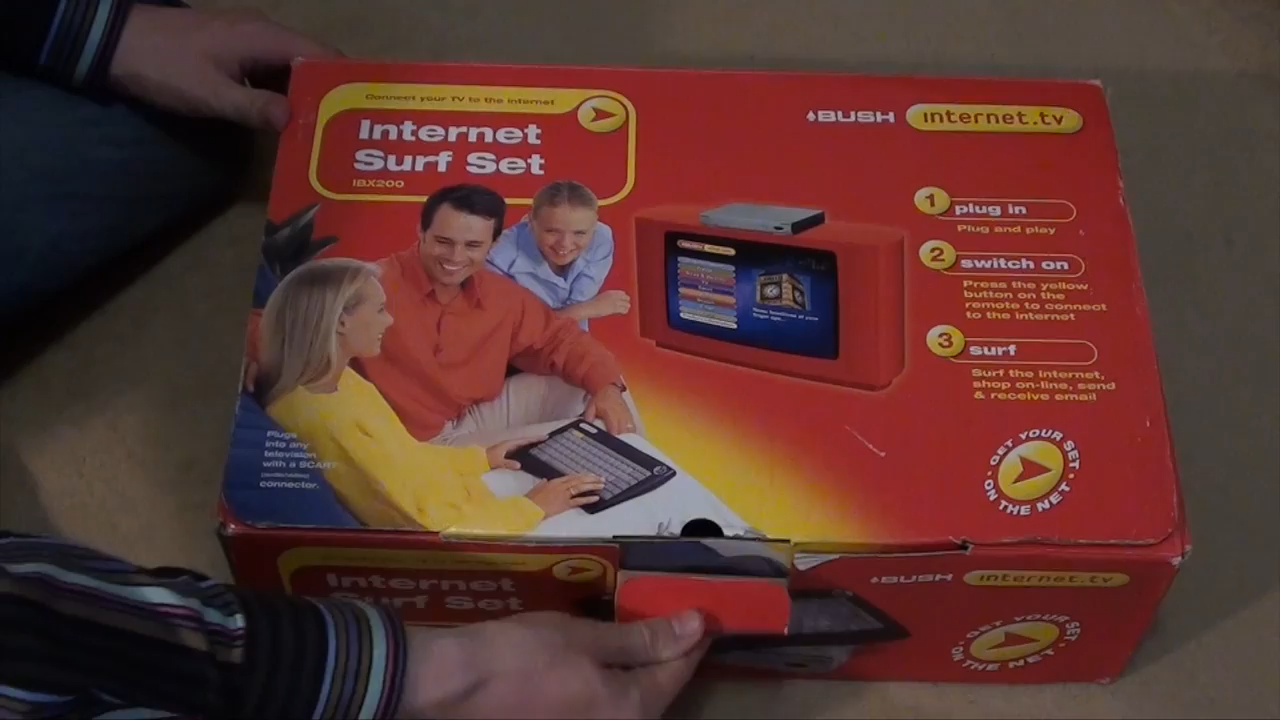 Connect your TV to the internet
Internet
Surf Set
IBX200
BUSH internet.tv
1 plug in
Plug and play
2 switch on
Press the yellow
button on the
remote to connect
to the internet
3 surf
Surf the internet,
shop on-line, send
& receive email
Plugs
into any
television
with a SCART
(audio/video)
connector.
GET YOUR SET
ON THE NET
Internet
Surf Set
BUSH internet.tv
GET YOUR SET
ON THE NET